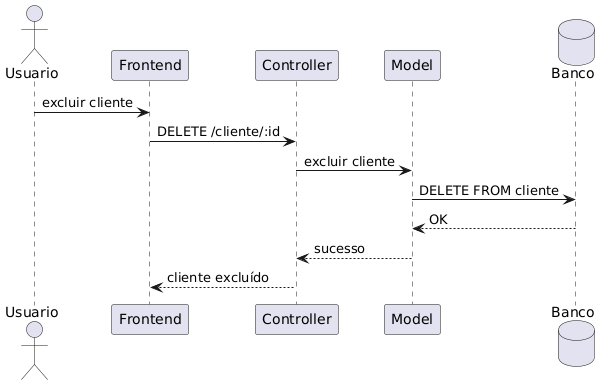 Usuario
Frontend
Controller
Model
Banco
excluir cliente
DELETE /cliente/:id
excluir cliente
DELETE FROM cliente
OK
sucesso
cliente excluído
Usuario
Frontend
Controller
Model
Banco